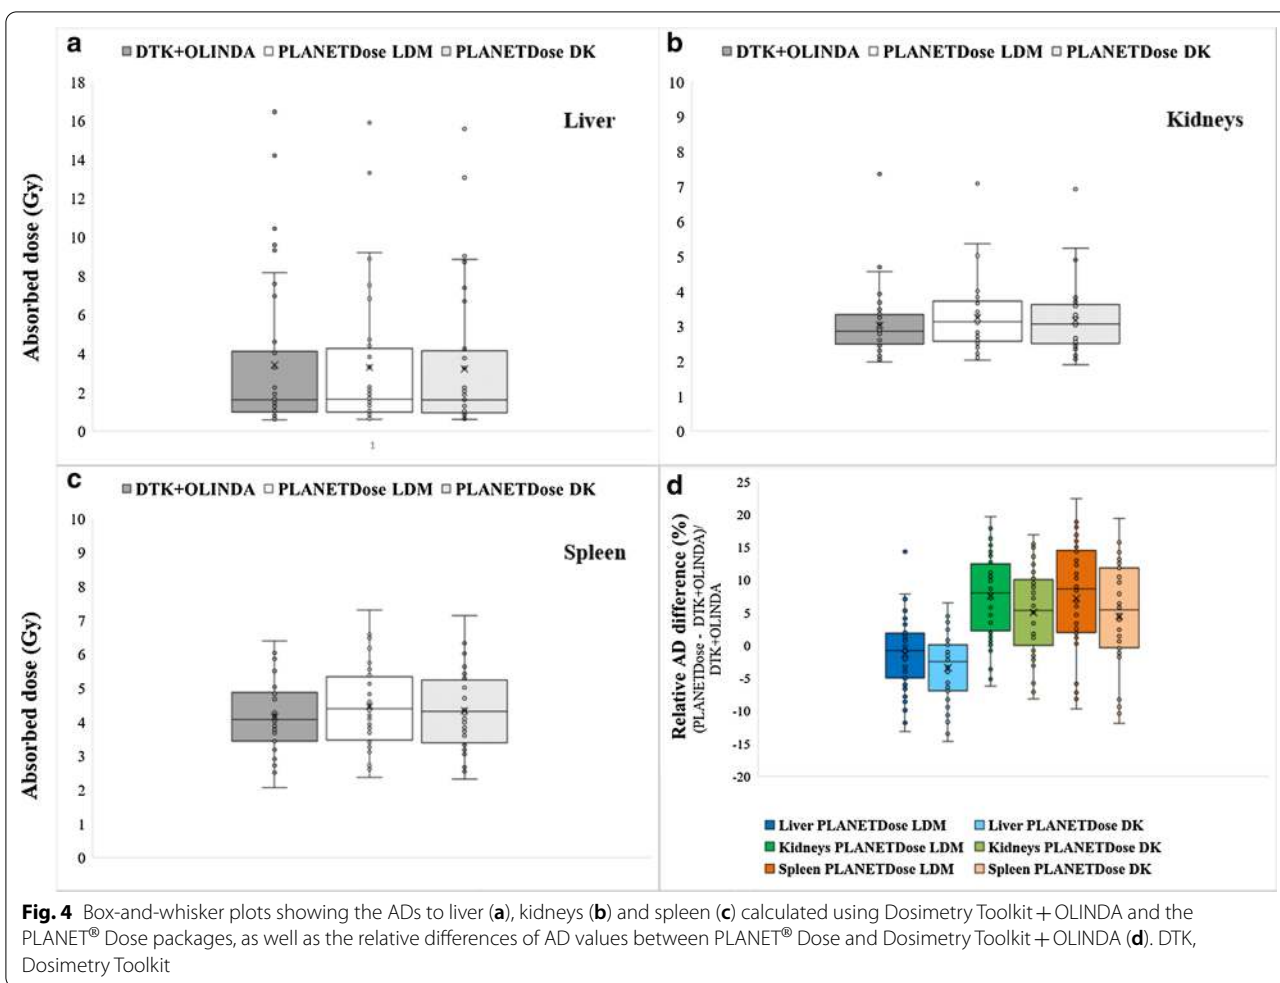 a
DTK+OLINDA PLANETDose LDM PLANETDose DK
18
16
14
12
10
8
6
4
2
0
Absorbed dose (Gy)
Liver
1
b
DTK+OLINDA PLANETDose LDM PLANETDose DK
10
9
8
7
6
5
4
3
2
1
0
Kidneys
c
DTK+OLINDA PLANETDose LDM PLANETDose DK
10
9
8
7
6
5
4
3
2
1
0
Absorbed dose (Gy)
Spleen
d
25
20
15
10
5
0
-5
-10
-15
-20
Relative AD difference (%)
(PLANETDose - DTK+OLINDA)/
DTK+OLINDA
Liver PLANETDose LDM Liver PLANETDose DK
Kidneys PLANETDose LDM Kidneys PLANETDose DK
Spleen PLANETDose LDM Spleen PLANETDose DK
Fig. 4 Box-and-whisker plots showing the ADs to liver (a), kidneys (b) and spleen (c) calculated using Dosimetry Toolkit + OLINDA and the
PLANET® Dose packages, as well as the relative differences of AD values between PLANET® Dose and Dosimetry Toolkit + OLINDA (d). DTK,
Dosimetry Toolkit